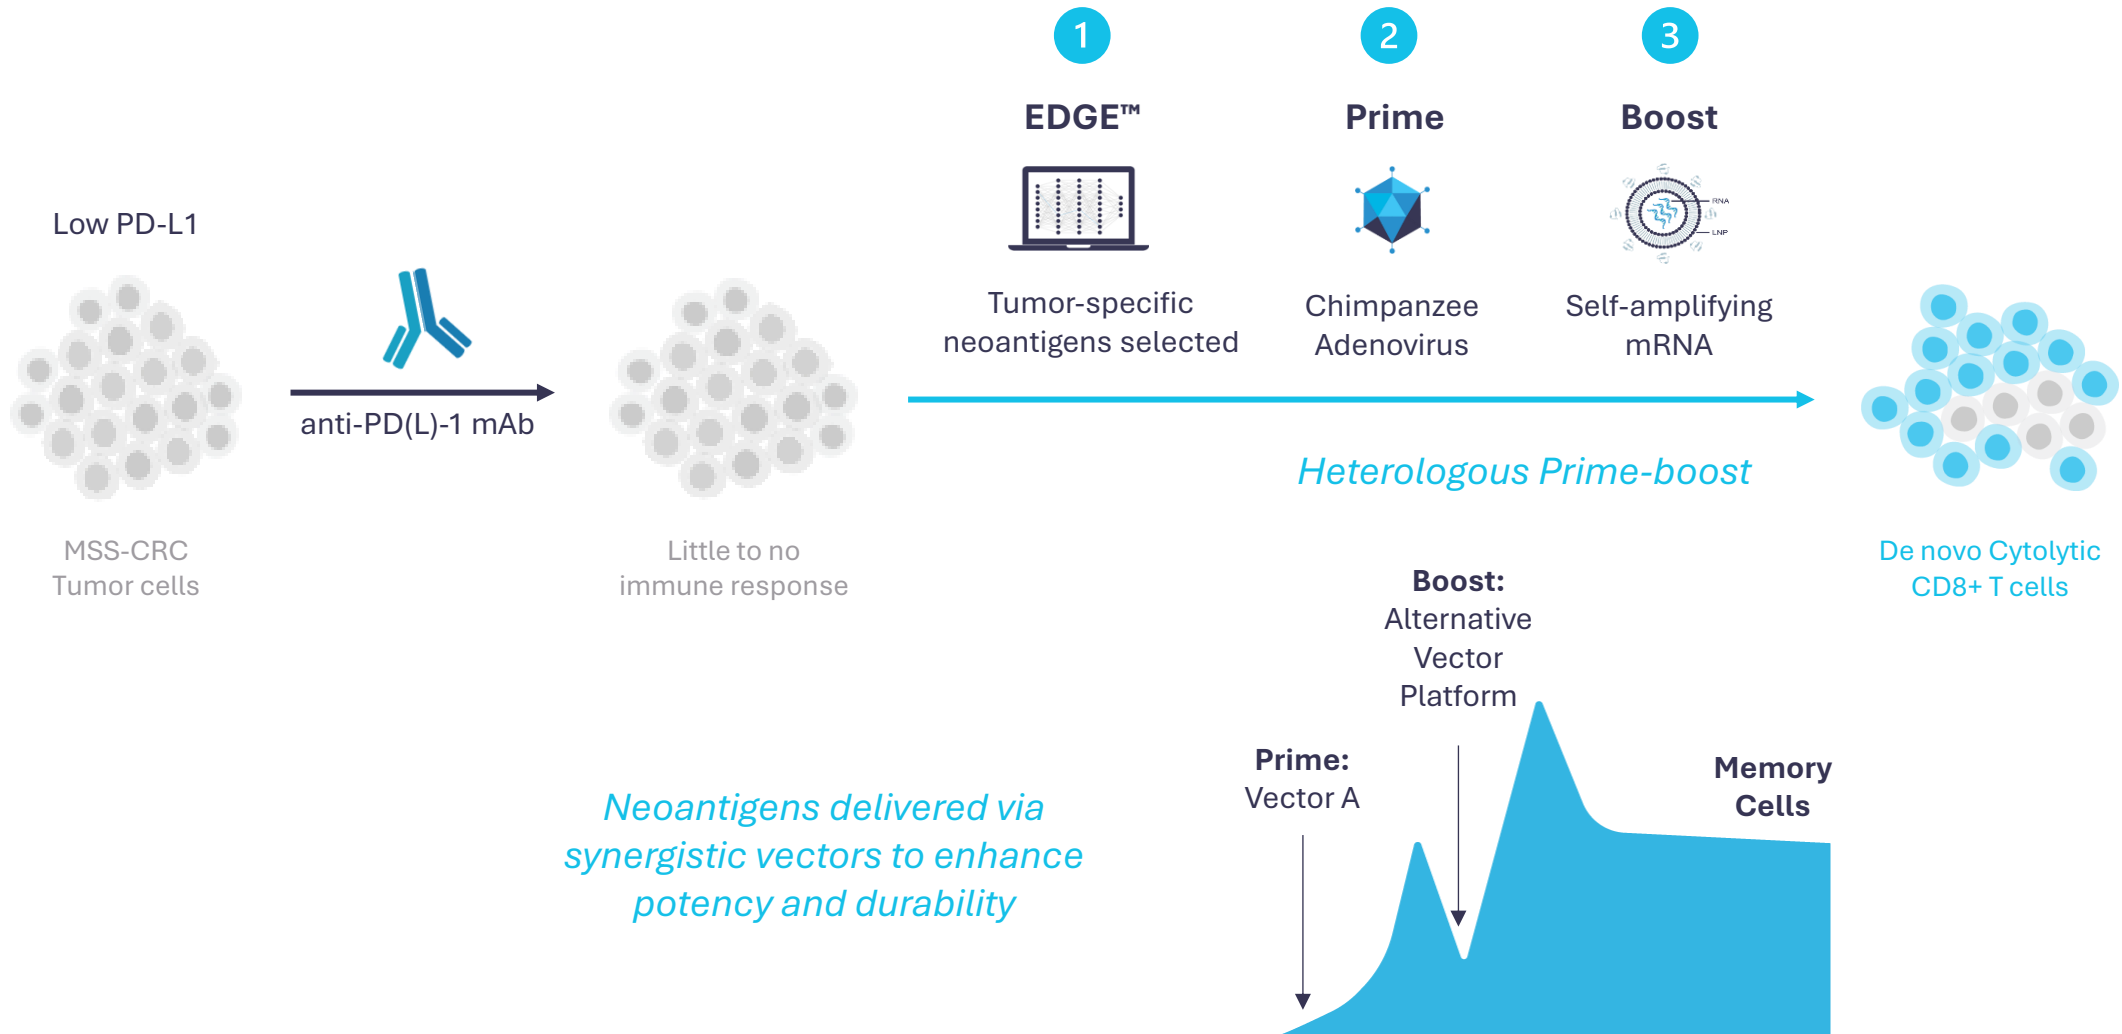 1
2
3
EDGE™
Prime
Boost
RNA
LNP
Low PD-L1
Tumor-specific
neoantigens selected
Chimpanzee
Adenovirus
Self-amplifying
mRNA
anti-PD(L)-1 mAb
Heterologous Prime-boost
MSS-CRC
Tumor cells
Little to no
immune response
De novo Cytolytic
CD8+ T cells
Boost:
Alternative
Vector
Platform
Prime:
Vector A
Memory
Cells
Neoantigens delivered via
synergistic vectors to enhance
potency and durability